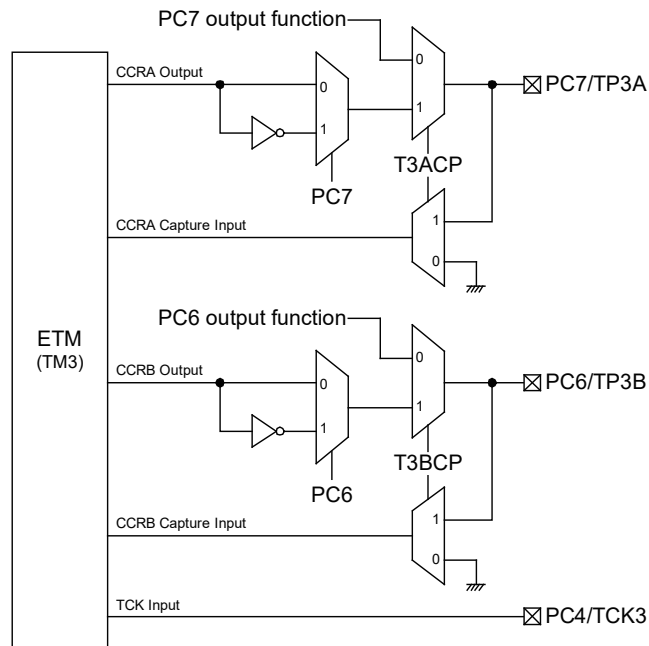 PC7 output function
CCRA Output
0
1
0
1
PC7/TP3A
PC7
T3ACP
CCRA Capture Input
1
0
ETM
(TM3)
PC6 output function
CCRB Output
0
1
0
1
PC6/TP3B
PC6
T3BCP
CCRB Capture Input
1
0
TCK Input
PC4/TCK3